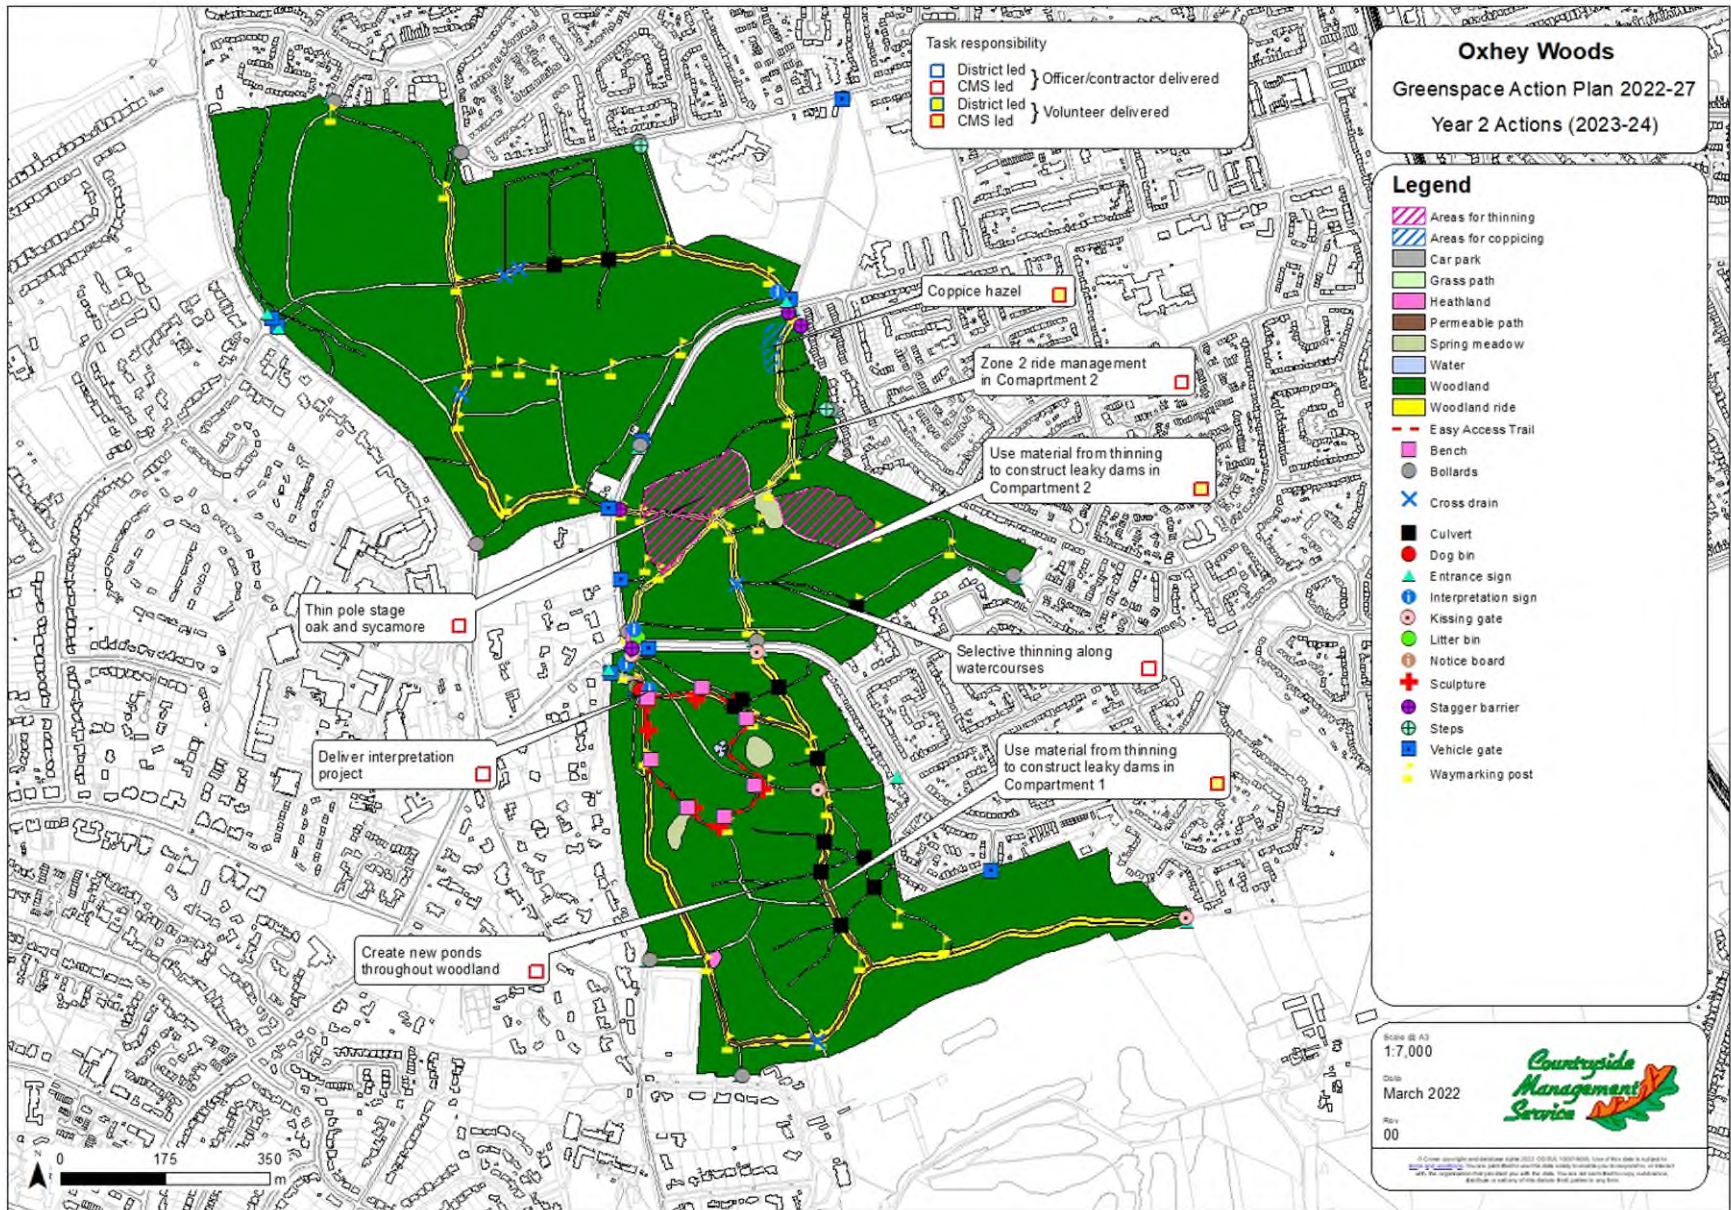 Task responsibility
District led
CMS led
} Officer/contractor delivered
District led
CMS led
} Volunteer delivered
Oxhey Woods
Greenspace Action Plan 2022-27
Year 2 Actions (2023-24)
Legend
Areas for thinning
Areas for coppicing
Car park
Grass path
Heathland
Permeable path
Spring meadow
Water
Woodland
Woodland ride
Easy Access Trail
Bench
Bollards
Cross drain
Culvert
Dog bin
Entrance sign
Interpretation sign
Kissing gate
Litter bin
Notice board
Sculpture
Stagger barrier
Steps
Vehicle gate
Waymarking post
Coppice hazel
Zone 2 ride management
in Comaprtment 2
Use material from thinning
to construct leaky dams in
Compartment 2
Thin pole stage
oak and sycamore
Selective thinning along
watercourses
Deliver interpretation
project
Use material from thinning
to construct leaky dams in
Compartment 1
Create new ponds
throughout woodland
Scale @ A3
1:7,000
Date
March 2022
Rev
00
Countryside
Management
Service
N
0 175 350
m